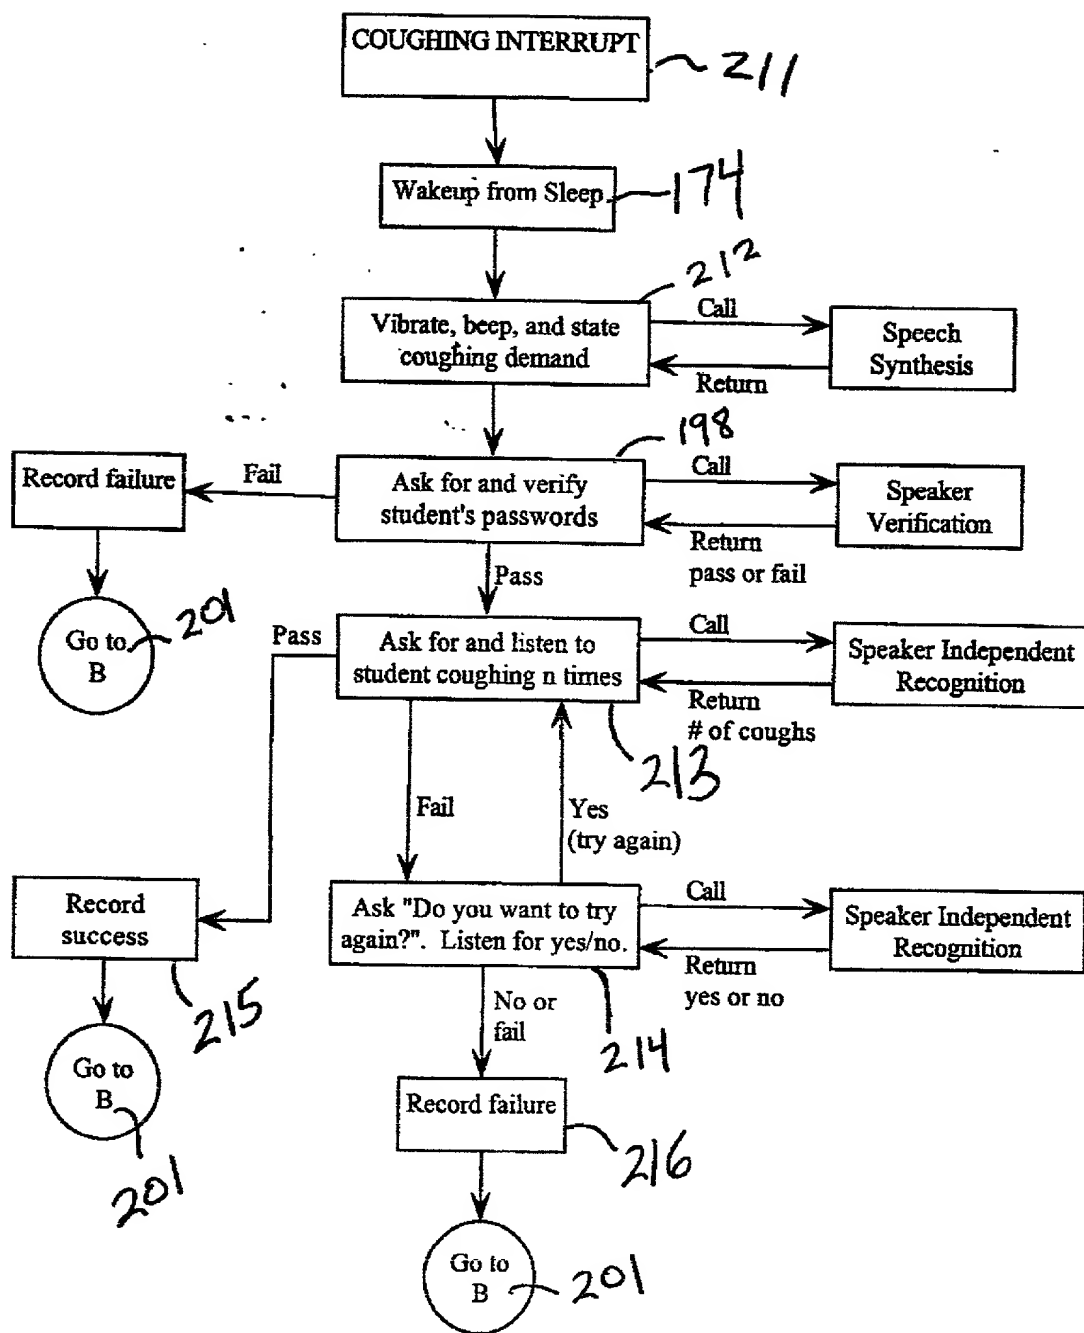 COUGHING INTERRUPT
211
Wakeup from Sleep
174
212
Vibrate, beep, and state
coughing demand
Call
Return
Speech
Synthesis
198
Record failure
Fail
Ask for and verify
student's passwords
Call
Return
pass or fail
Speaker
Verification
Pass
Go to
B
201
Pass
Ask for and listen to
student coughing n times
Call
Return
# of coughs
Speaker Independent
Recognition
213
Fail
Yes
(try again)
Record
success
215
Ask "Do you want to try
again?". Listen for yes/no.
Call
Return
yes or no
Speaker Independent
Recognition
214
No or
fail
Go to
B
201
Record failure
216
Go to
B
201